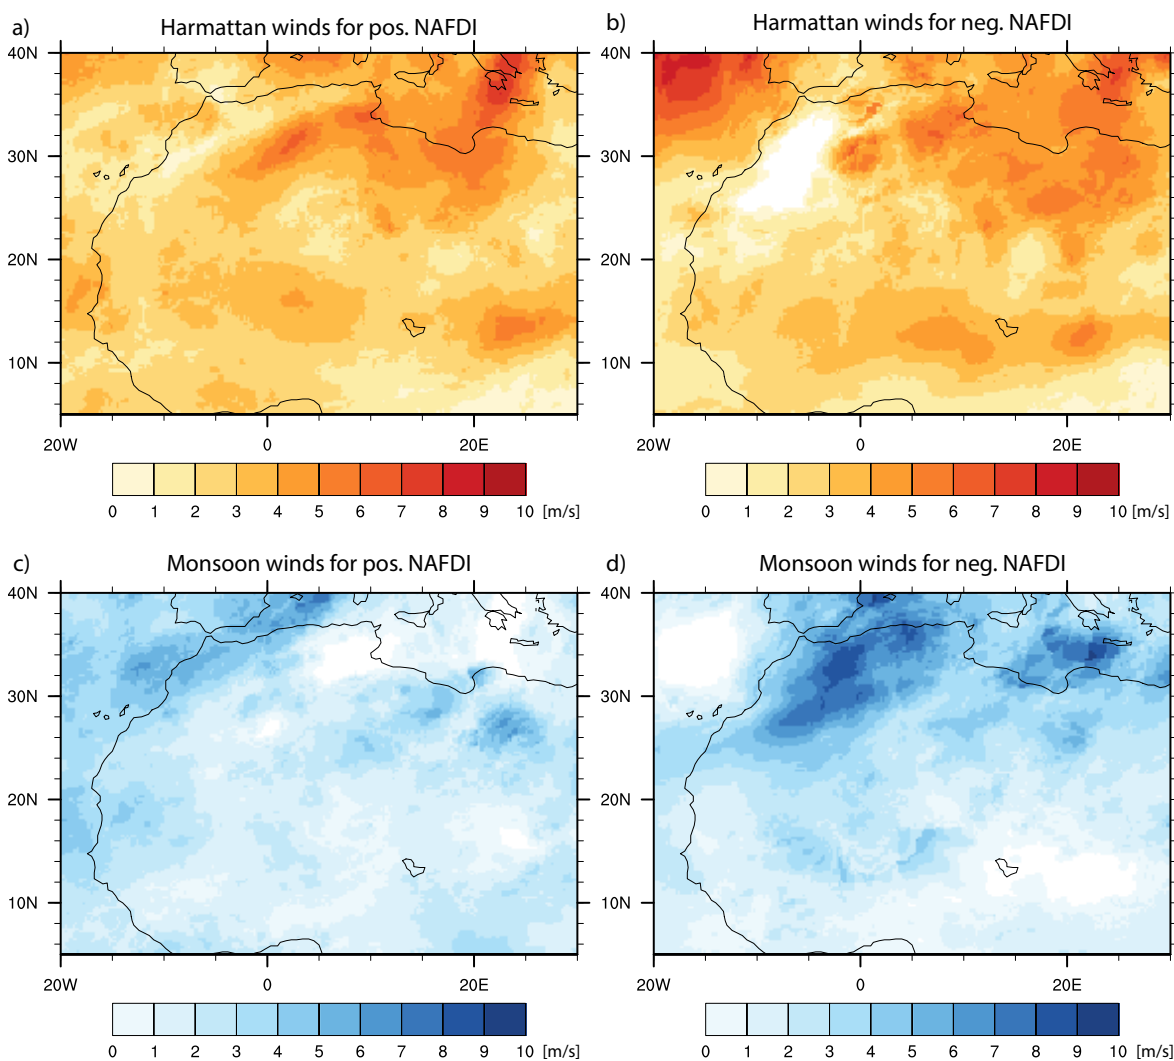 a) Harmattan winds for pos. NAFDI
40N
30N
20N
10N
20W 0 20E
0 1 2 3 4 5 6 7 8 9 10 [m/s]
b) Harmattan winds for neg. NAFDI
40N
30N
20N
10N
20W 0 20E
0 1 2 3 4 5 6 7 8 9 10 [m/s]
c) Monsoon winds for pos. NAFDI
40N
30N
20N
10N
20W 0 20E
0 1 2 3 4 5 6 7 8 9 10 [m/s]
d) Monsoon winds for neg. NAFDI
40N
30N
20N
10N
20W 0 20E
0 1 2 3 4 5 6 7 8 9 10 [m/s]